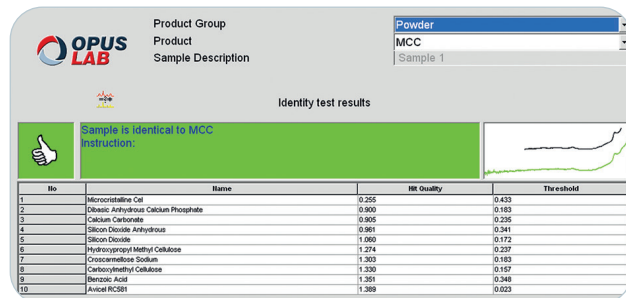 OPUS
LAB
Product Group Powder
Product MCC
Sample Description Sample 1
Identity test results
Sample is identical to MCC
Instruction:
No Name Hit Quality Threshold
1 Microcristalline Cel 0.255 0.433
2 Dibasic Anhydrous Calcium Phosphate 0.900 0.183
3 Calcium Carbonate 0.905 0.235
4 Silicon Dioxide Anhydrous 0.961 0.341
5 Silicon Dioxide 1.060 0.172
6 Hydroxypropyl Methyl Cellulose 1.274 0.237
7 Croscarmellose Sodium 1.303 0.183
8 Carboxylmethyl Cellulose 1.330 0.157
9 Benzoic Acid 1.351 0.348
10 Avicel RC581 1.389 0.023